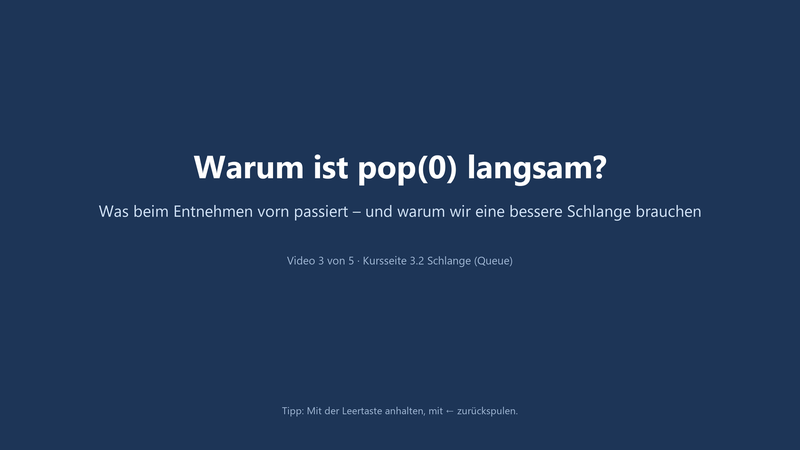 Warum ist pop(0) langsam?
Was beim Entnehmen vorn passiert – und warum wir eine bessere Schlange brauchen
Video 3 von 5 · Kursseite 3.2 Schlange (Queue)
Tipp: Mit der Leertaste anhalten, mit ← zurückspulen.